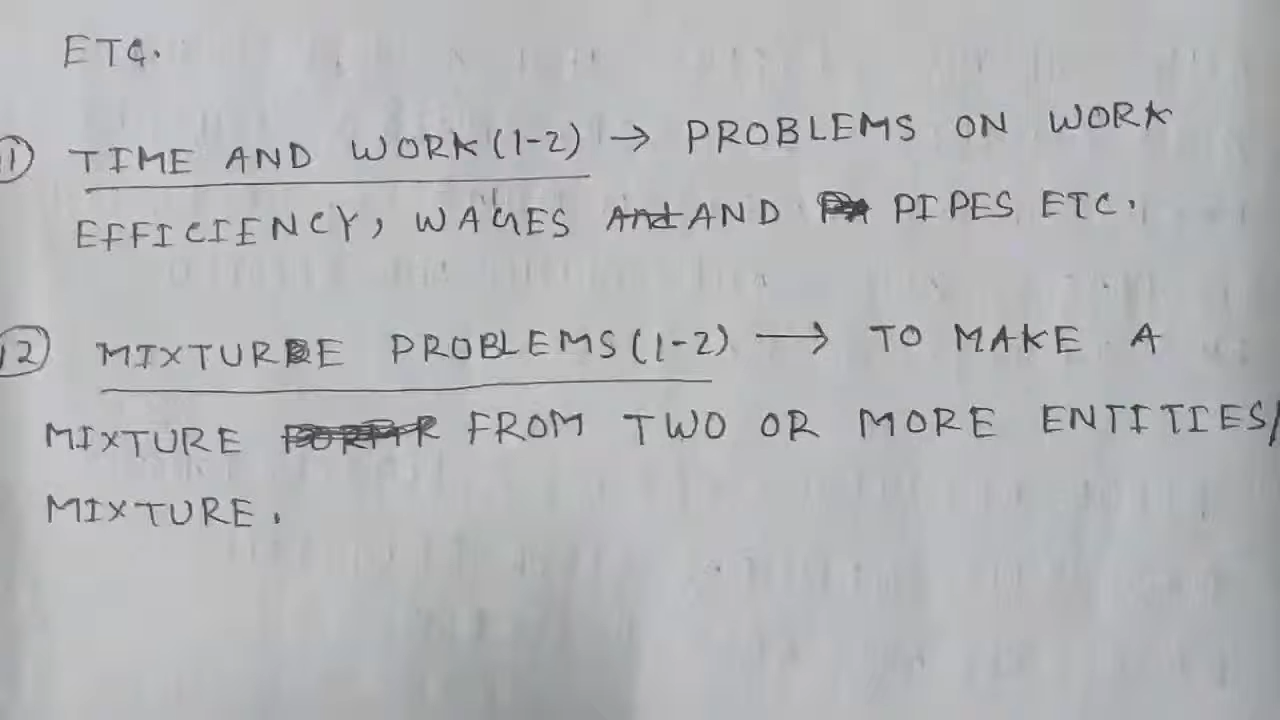 ETC.
11) TIME AND WORK(1-2) → PROBLEMS ON WORK
EFFICIENCY, WAGES AND PIPES ETC.
12) MIXTURE PROBLEMS(1-2) → TO MAKE A
MIXTURE FROM TWO OR MORE ENTITIES/
MIXTURE.